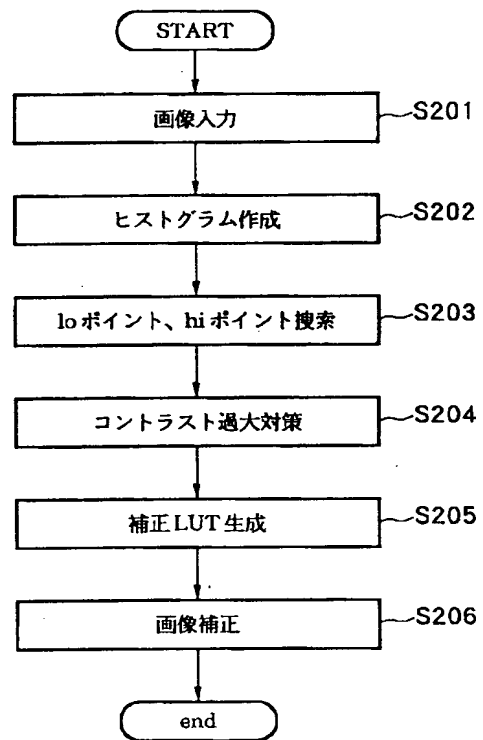 START
画像入力
S201
ヒストグラム作成
S202
loポイント、hiポイント捜索
S203
コントラスト過大対策
S204
補正LUT生成
S205
画像補正
S206
end